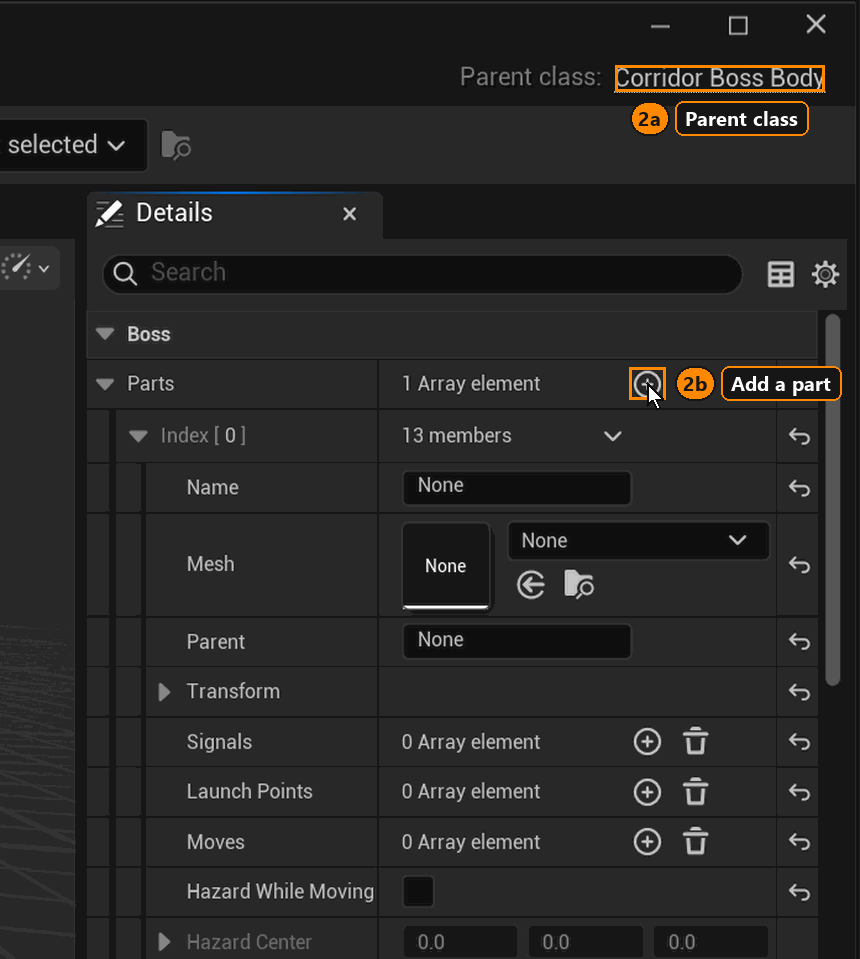 Parent class: Corridor Boss Body
2a Parent class
selected
Details
Search
Boss
Parts 1 Array element 2b Add a part
Index [ 0 ] 13 members
Name None
Mesh None None
Parent None
Transform
Signals 0 Array element
Launch Points 0 Array element
Moves 0 Array element
Hazard While Moving
Hazard Center 0.0 0.0 0.0